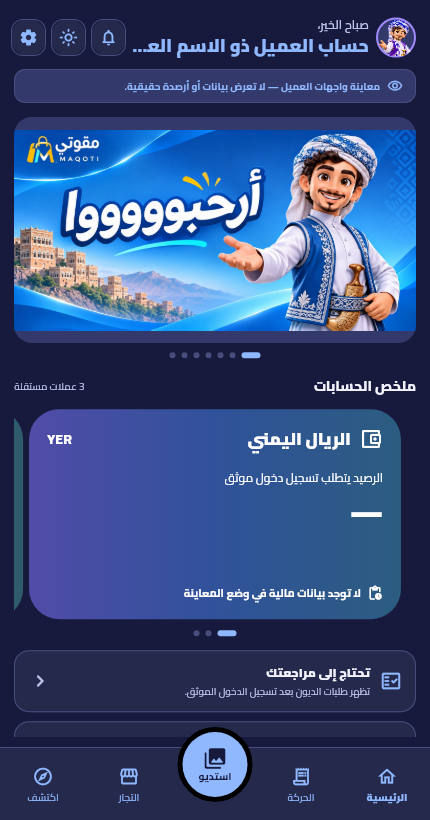 صباح الخير،
حساب العميل ذو الاسم الع...
معاينة واجهات العميل — لا تعرض بيانات أو أرصدة حقيقية.
مقوتي
MAQOTI
أرحبوووووا
ملخص الحسابات
3 عملات مستقلة
الريال اليمني
YER
الرصيد يتطلب تسجيل دخول موثق
—
لا توجد بيانات مالية في وضع المعاينة
تحتاج إلى مراجعتك
تظهر طلبات الديون بعد تسجيل الدخول الموثق.
الرئيسية
الحركة
استديو
التجار
اكتشف